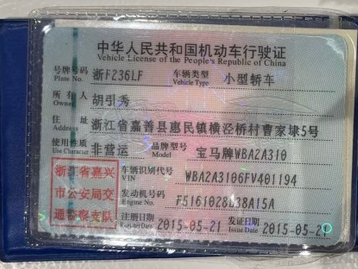 中华人民共和国机动车行驶证
Vehicle License of the People's Republic of China
号牌号码 浙F236LF 车辆类型 小型轿车
Plate No. Vehicle Type
所有人 胡引秀
Owner
住址 浙江省嘉善县惠民镇横泾桥村曹家埭5号
Address
使用性质 非营运 品牌型号 宝马牌WBA2A310
Use Character Model
浙江省嘉兴
市公安局交
通警察支队
车辆识别代号 WBA2A3106FV401194
VIN
发动机号码 F5161028
Engine No.
注册日期 2015-05-21 发证日期 2015-05-21
Register Date Issue Date